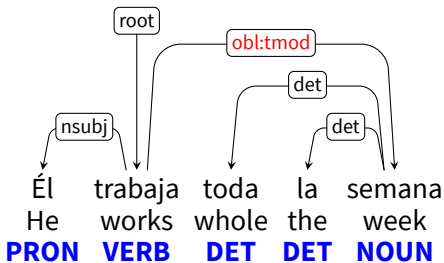 root
obl:tmod
det
nsubj
det
Él trabaja toda la semana
He works whole the week
PRON VERB DET DET NOUN